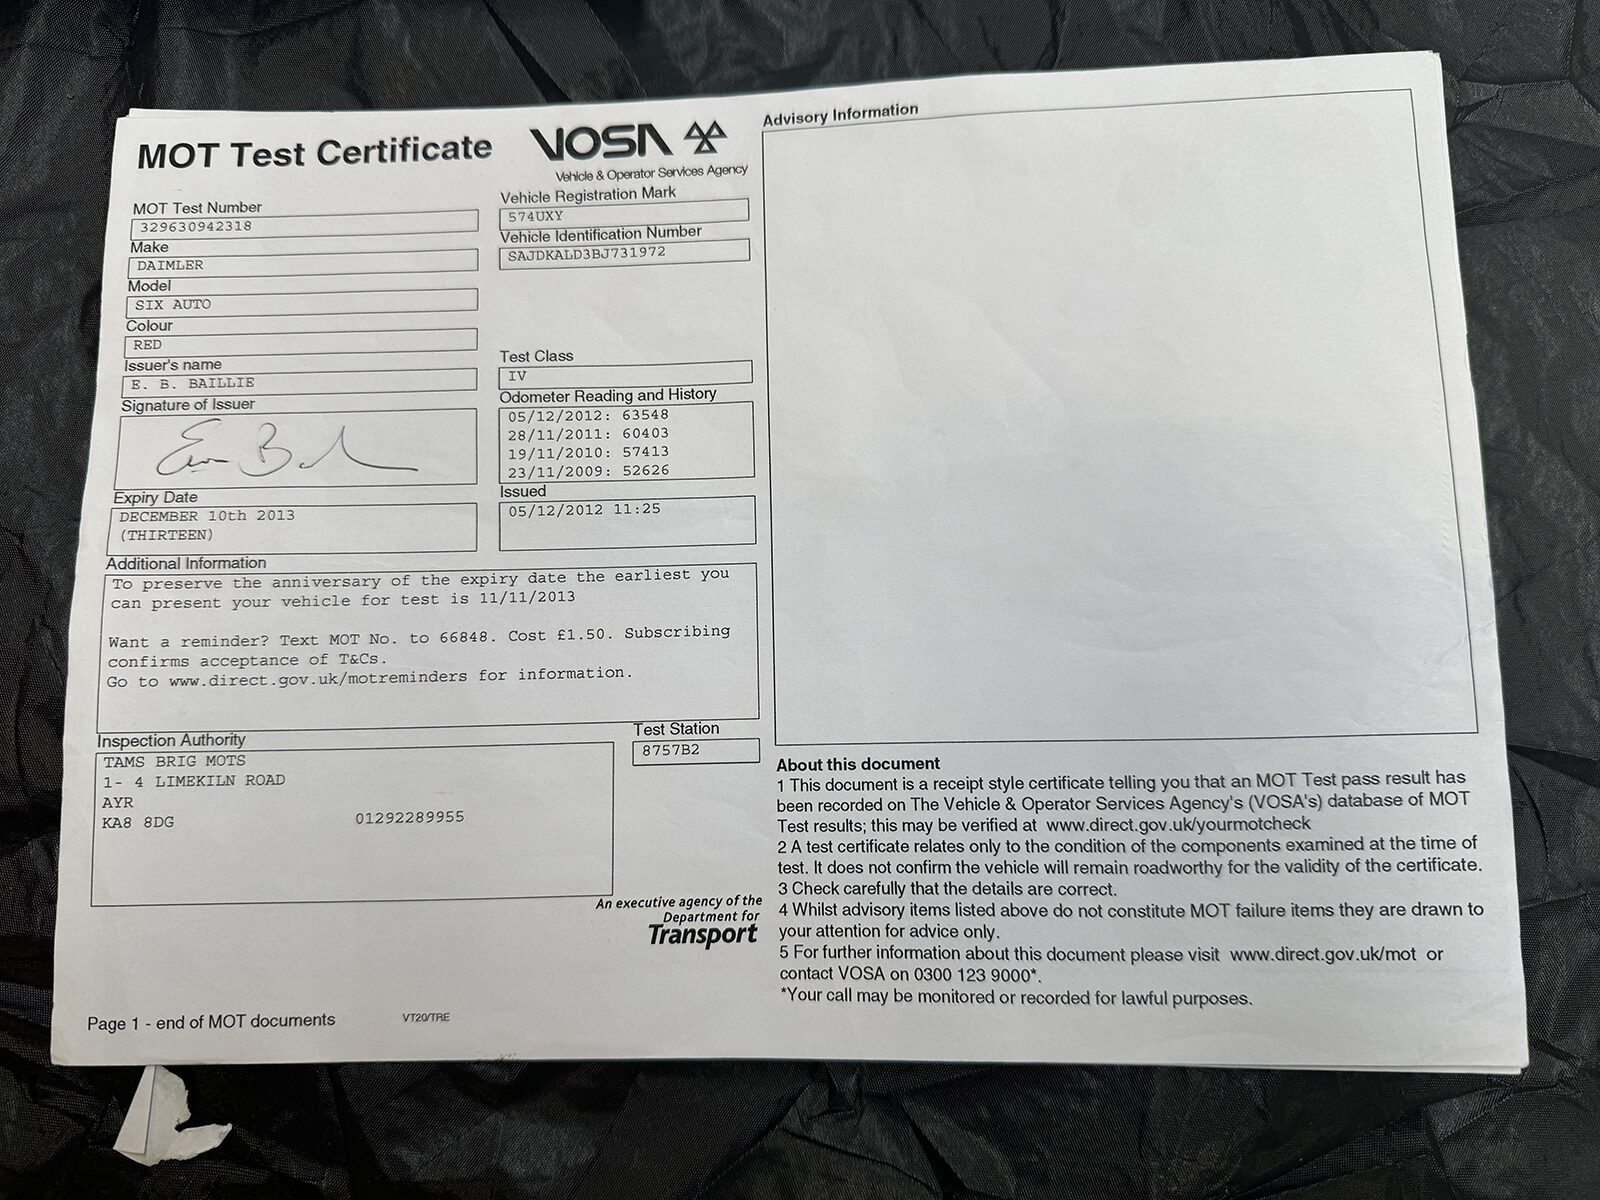 MOT Test Certificate
VOSA
Vehicle & Operator Services Agency
MOT Test Number
329630942318
Vehicle Registration Mark
574UXY
Make
DAIMLER
Vehicle Identification Number
SAJDKALD3BJ731972
Model
SIX AUTO
Colour
RED
Issuer's name
E. B. BAILLIE
Test Class
IV
Signature of Issuer
Odometer Reading and History
05/12/2012: 63548
28/11/2011: 60403
19/11/2010: 57413
23/11/2009: 52626
Expiry Date
DECEMBER 10th 2013
(THIRTEEN)
Issued
05/12/2012 11:25
Additional Information
To preserve the anniversary of the expiry date the earliest you
can present your vehicle for test is 11/11/2013
Want a reminder? Text MOT No. to 66848. Cost £1.50. Subscribing
confirms acceptance of T&Cs.
Go to www.direct.gov.uk/motreminders for information.
Inspection Authority
TAMS BRIG MOTS
1- 4 LIMEKILN ROAD
AYR
KA8 8DG 01292289955
Test Station
8757B2
An executive agency of the
Department for
Transport
Page 1 - end of MOT documents
VT20/TRE
Advisory Information
About this document
1 This document is a receipt style certificate telling you that an MOT Test pass result has
been recorded on The Vehicle & Operator Services Agency's (VOSA's) database of MOT
Test results; this may be verified at www.direct.gov.uk/yourmotcheck
2 A test certificate relates only to the condition of the components examined at the time of
test. It does not confirm the vehicle will remain roadworthy for the validity of the certificate.
3 Check carefully that the details are correct.
4 Whilst advisory items listed above do not constitute MOT failure items they are drawn to
your attention for advice only.
5 For further information about this document please visit www.direct.gov.uk/mot or
contact VOSA on 0300 123 9000*.
*Your call may be monitored or recorded for lawful purposes.